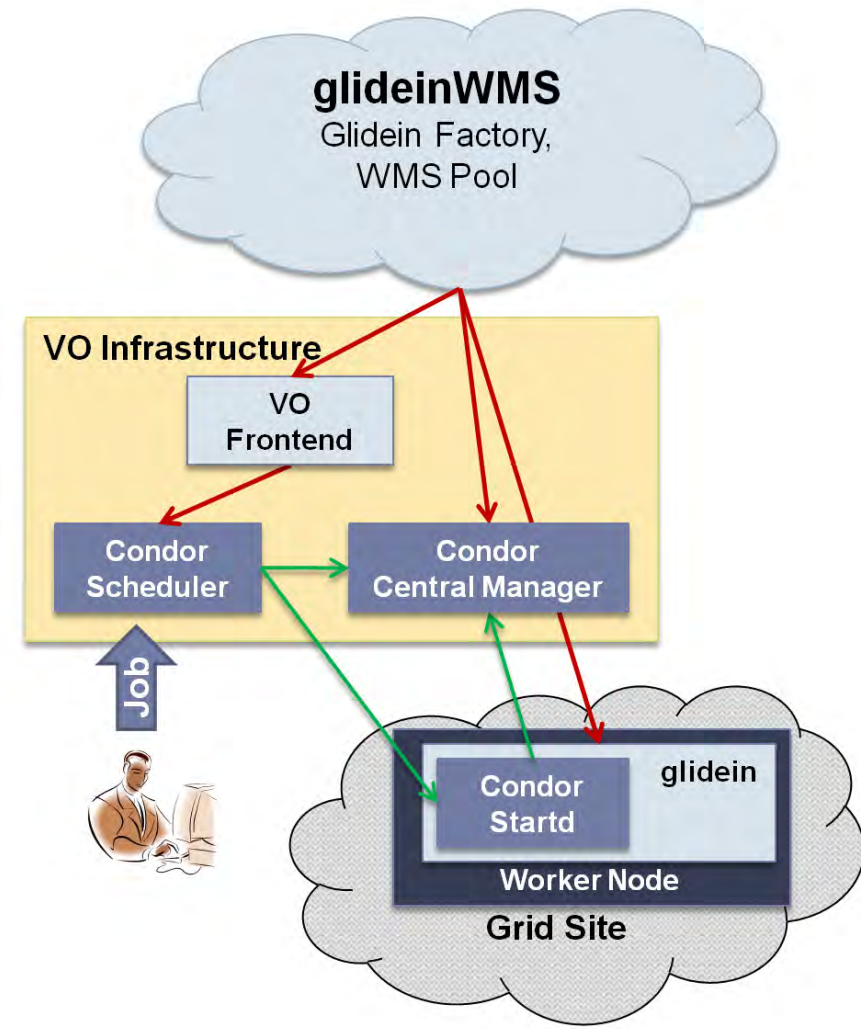 glideinWMS
Glidein Factory,
WMS Pool
VO Infrastructure
VO
Frontend
Condor
Scheduler
Condor
Central Manager
Job
glidein
Condor
Startd
Worker Node
Grid Site